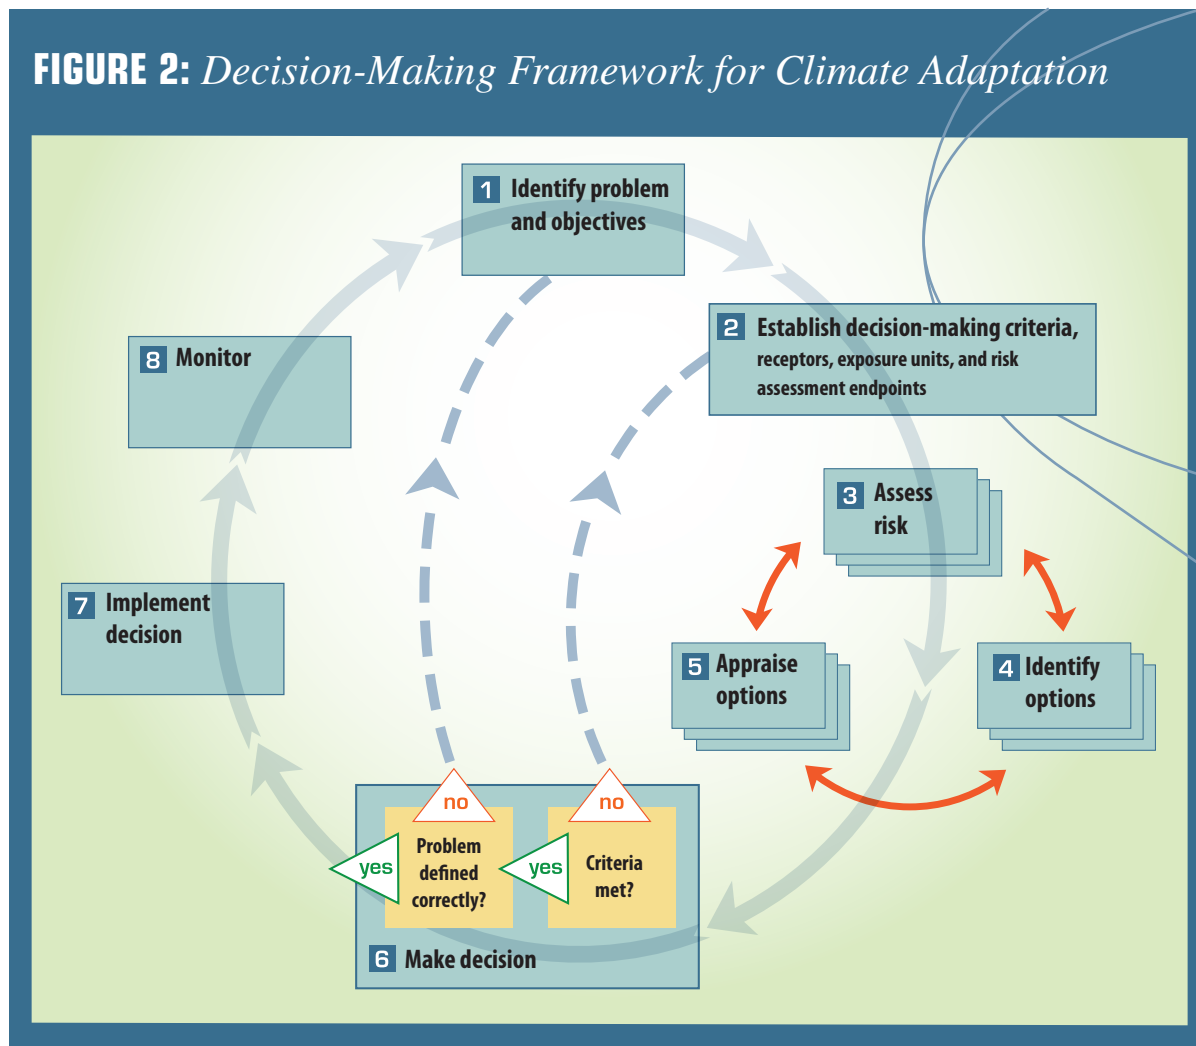 FIGURE 2: Decision-Making Framework for Climate Adaptation
1 Identify problem
and objectives
2 Establish decision-making criteria,
receptors, exposure units, and risk
assessment endpoints
3 Assess
risk
4 Identify
options
5 Appraise
options
no
no
yes
Problem
defined
correctly?
yes
Criteria
met?
6 Make decision
7 Implement
decision
8 Monitor